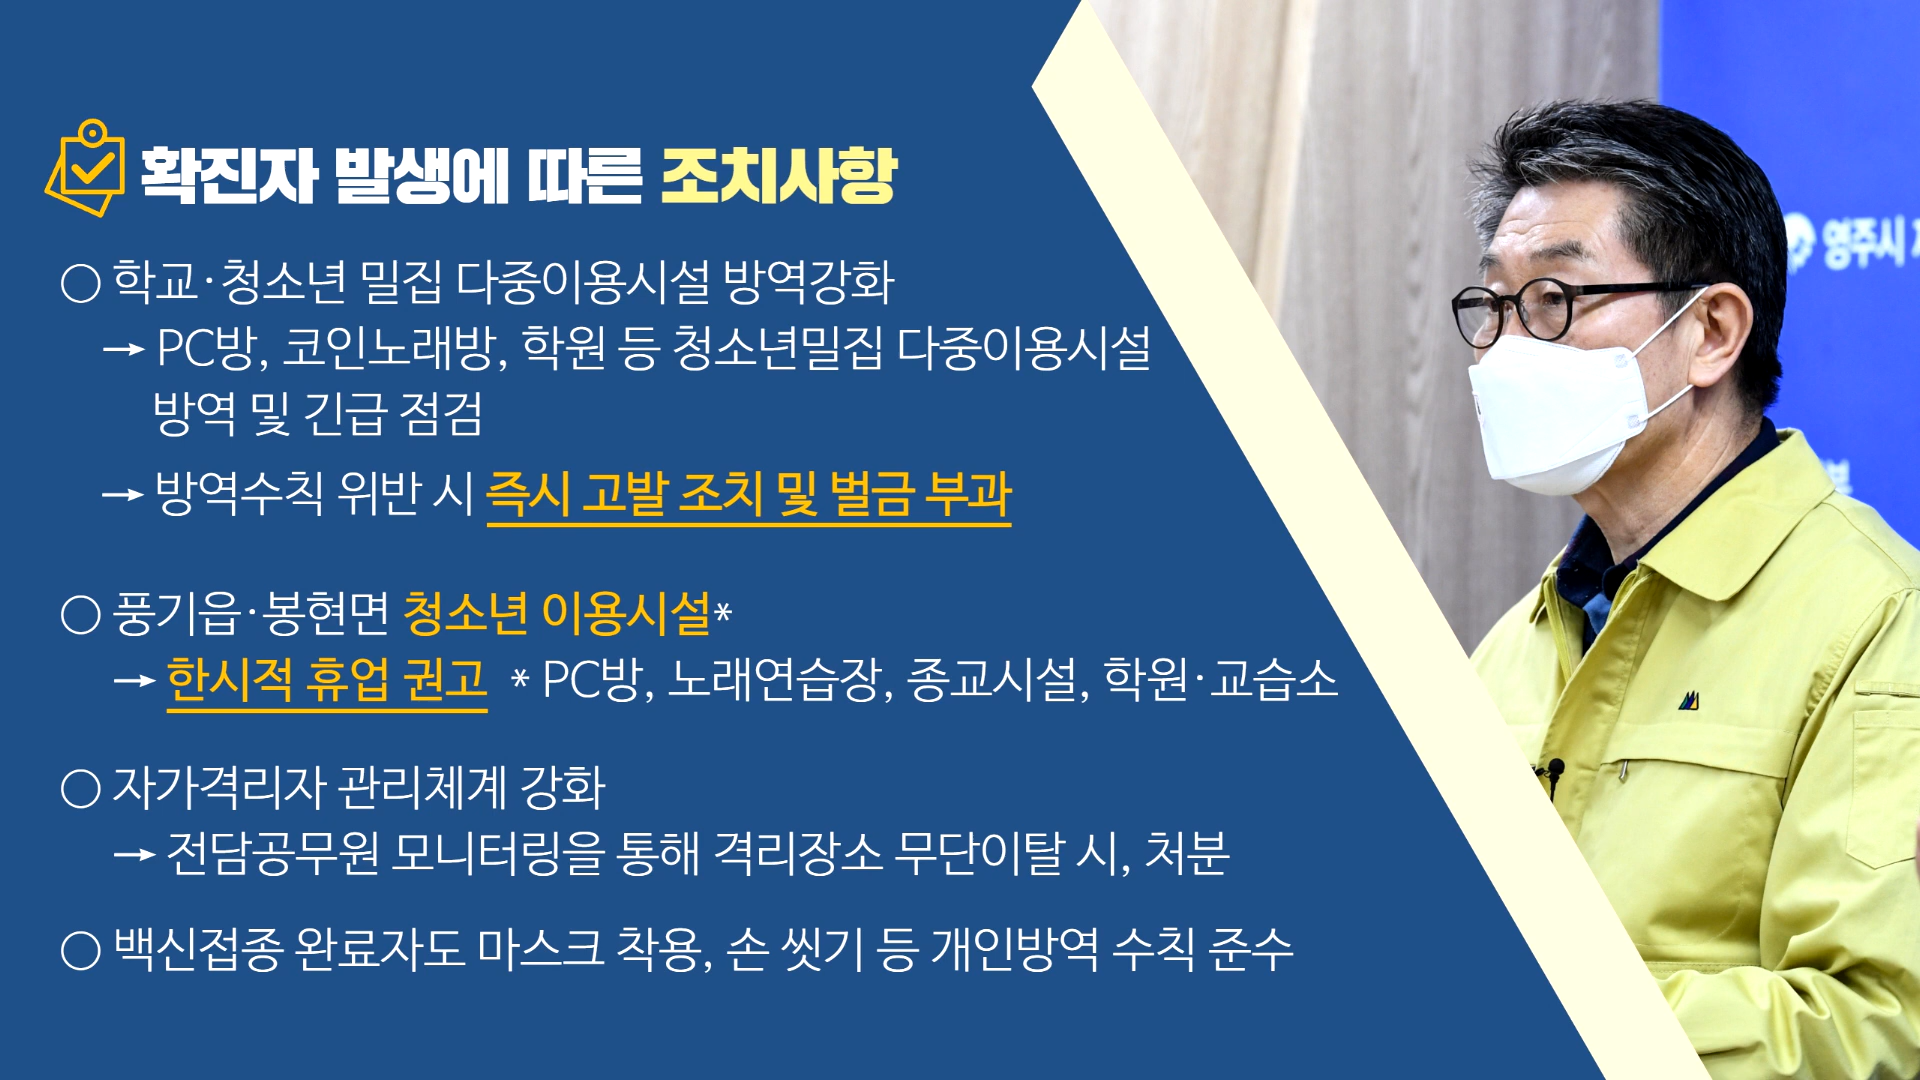 확진자 발생에 따른 조치사항
○ 학교·청소년 밀집 다중이용시설 방역강화
→ PC방, 코인노래방, 학원 등 청소년밀집 다중이용시설
방역 및 긴급 점검
→ 방역수칙 위반 시 즉시 고발 조치 및 벌금 부과
○ 풍기읍·봉현면 청소년 이용시설*
→ 한시적 휴업 권고 * PC방, 노래연습장, 종교시설, 학원·교습소
○ 자가격리자 관리체계 강화
→ 전담공무원 모니터링을 통해 격리장소 무단이탈 시, 처분
○ 백신접종 완료자도 마스크 착용, 손 씻기 등 개인방역 수칙 준수
영주시